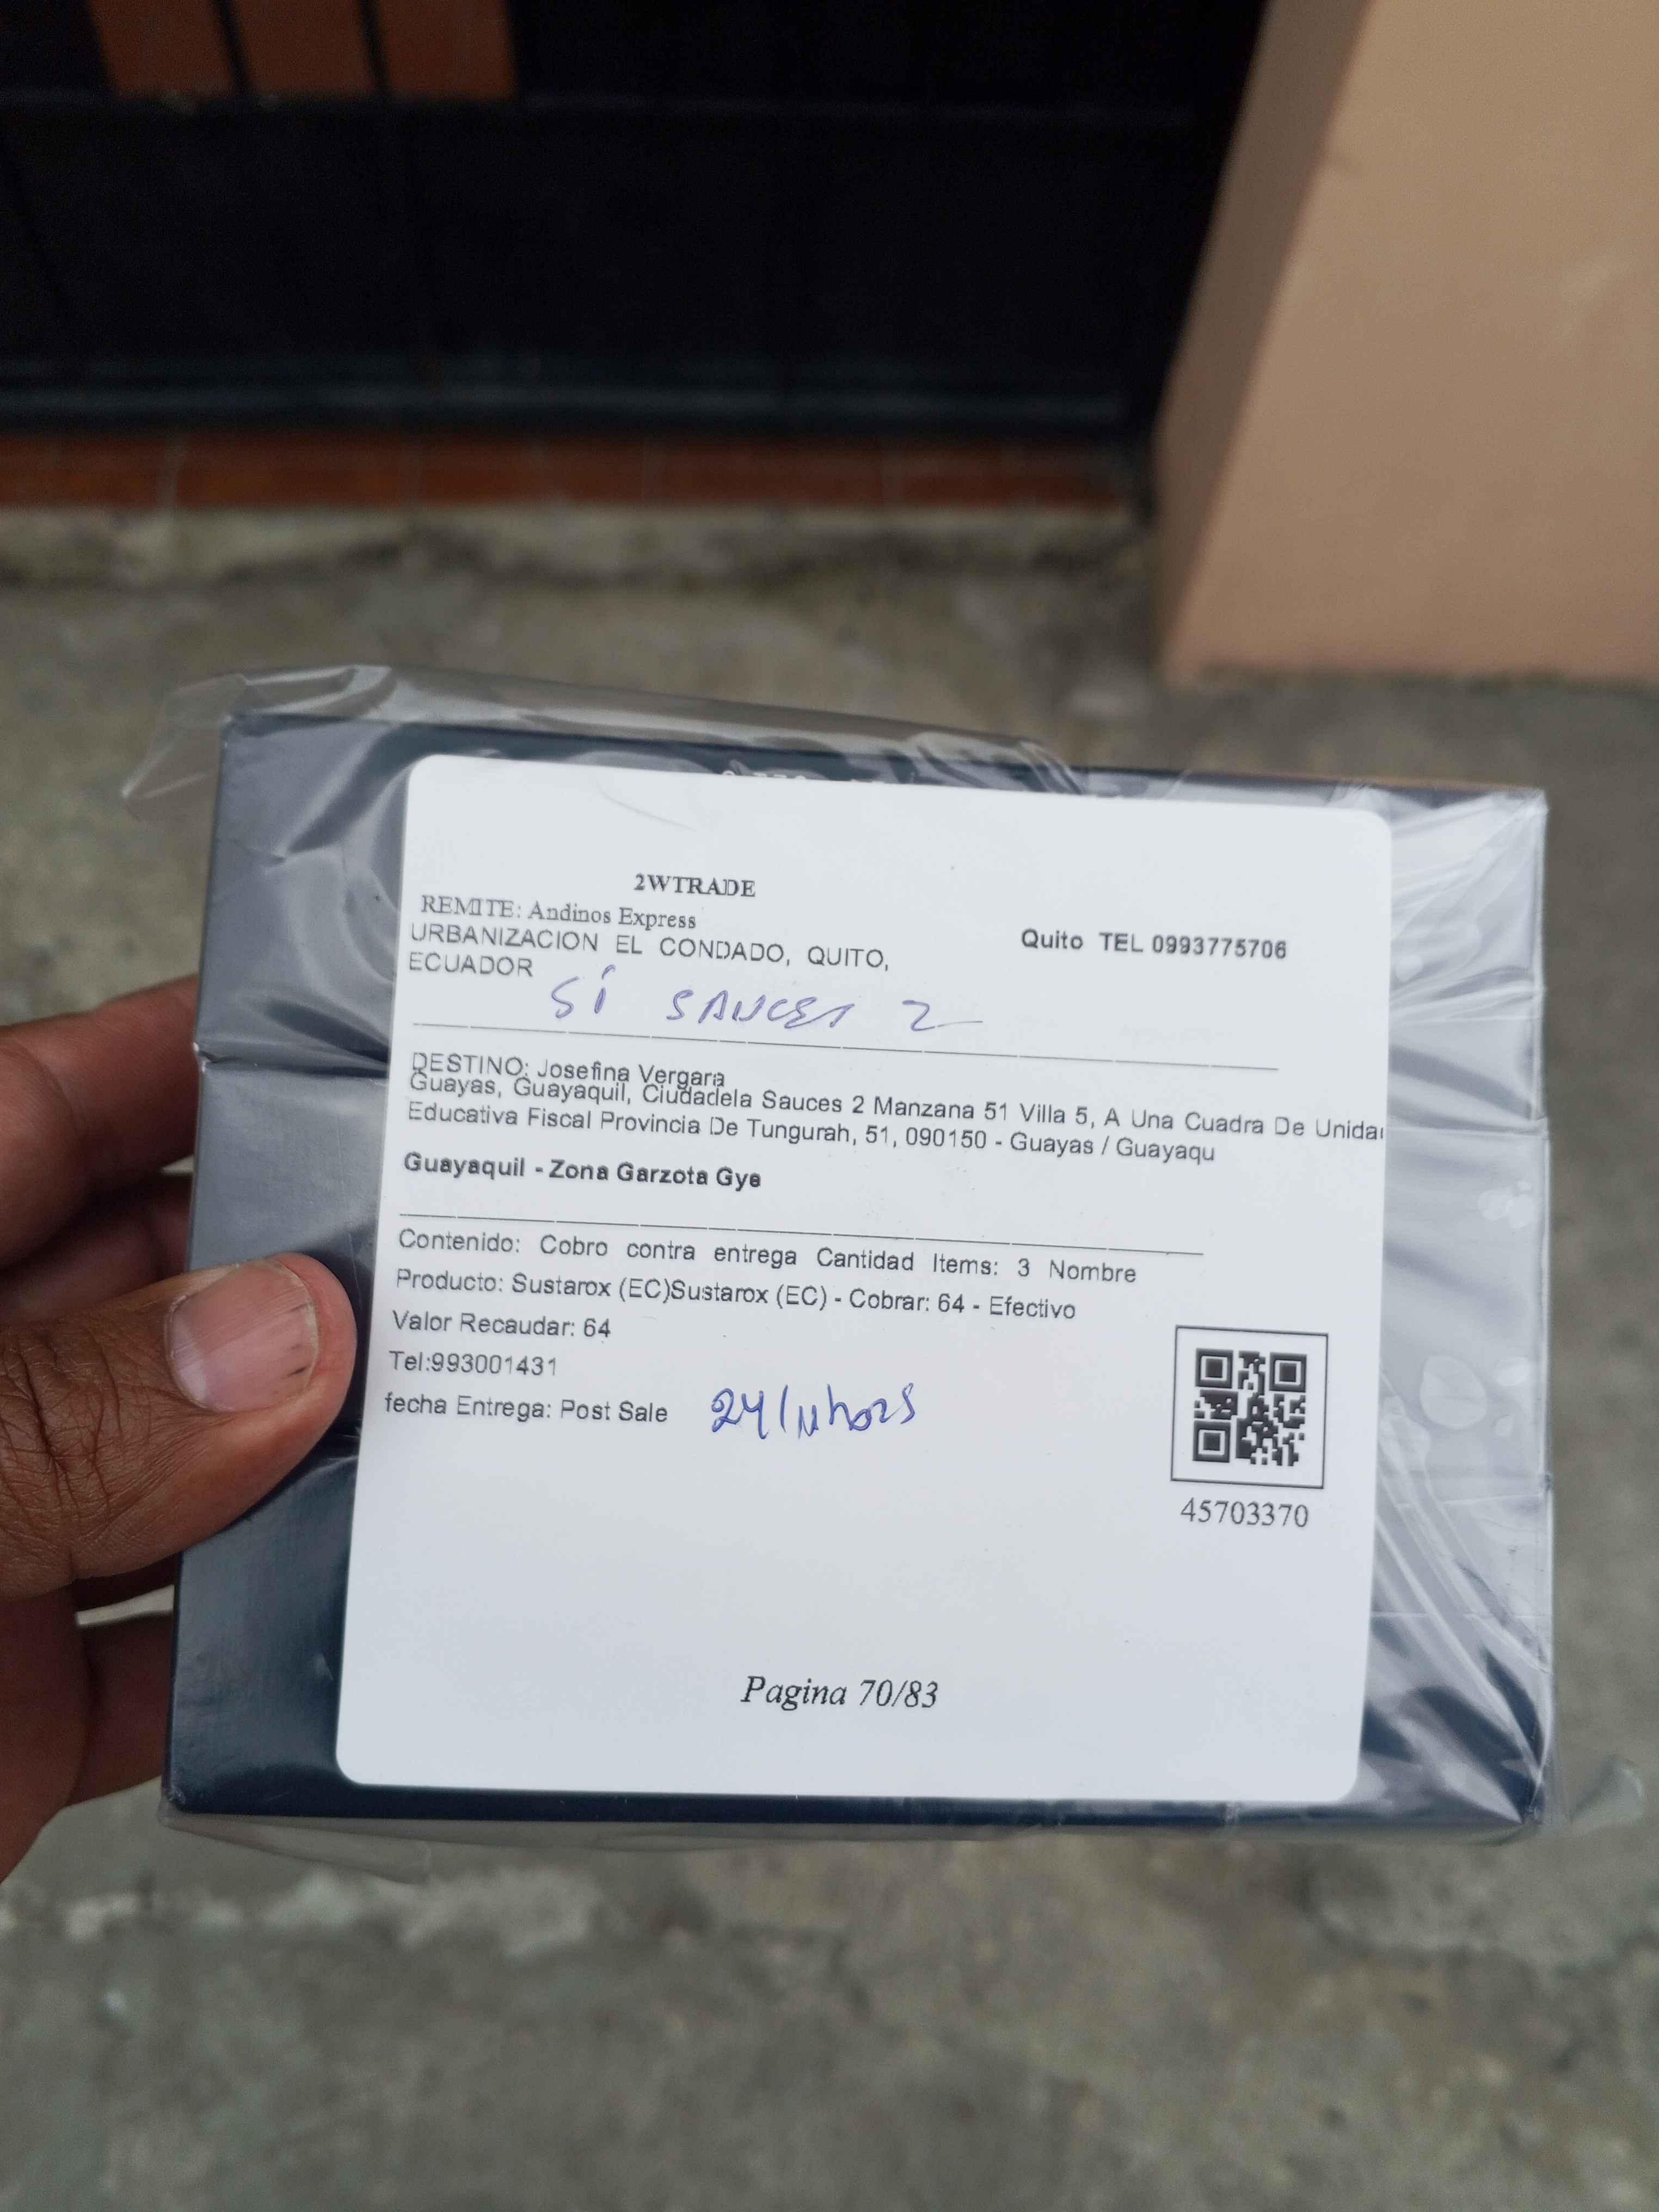 2WTRADE
REMITE: Andinos Express
URBANIZACION EL CONDADO, QUITO,
ECUADOR
Quito TEL 0993775706
SÍ SAUCES 2
DESTINO: Josefina Vergara
Guayas, Guayaquil, Ciudadela Sauces 2 Manzana 51 Villa 5, A Una Cuadra De Unida
Educativa Fiscal Provincia De Tungurah, 51, 090150 - Guayas / Guayaqu
Guayaquil - Zona Garzota Gye
Contenido: Cobro contra entrega Cantidad Items: 3 Nombre
Producto: Sustarox (EC)Sustarox (EC) - Cobrar: 64 - Efectivo
Valor Recaudar: 64
Tel:993001431
fecha Entrega: Post Sale
45703370
Pagina 70/83